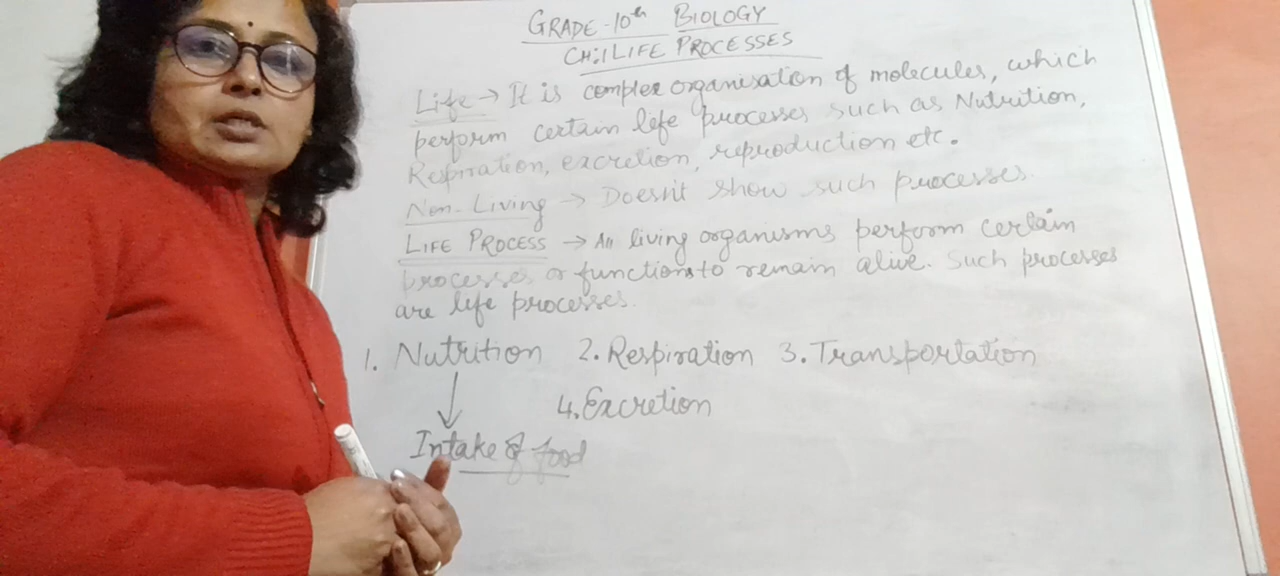 GRADE-10th BIOLOGY
CH:1 LIFE PROCESSES
Life → It is complex organisation of molecules, which
perform certain life processes such as Nutrition,
Respiration, excretion, reproduction etc.
Non-Living → Doesn't show such processes.
LIFE PROCESS → All living organisms perform certain
processes or functions to remain alive. Such processes
are life processes.
1. Nutrition 2. Respiration 3. Transportation
4. Excretion
Intake of food